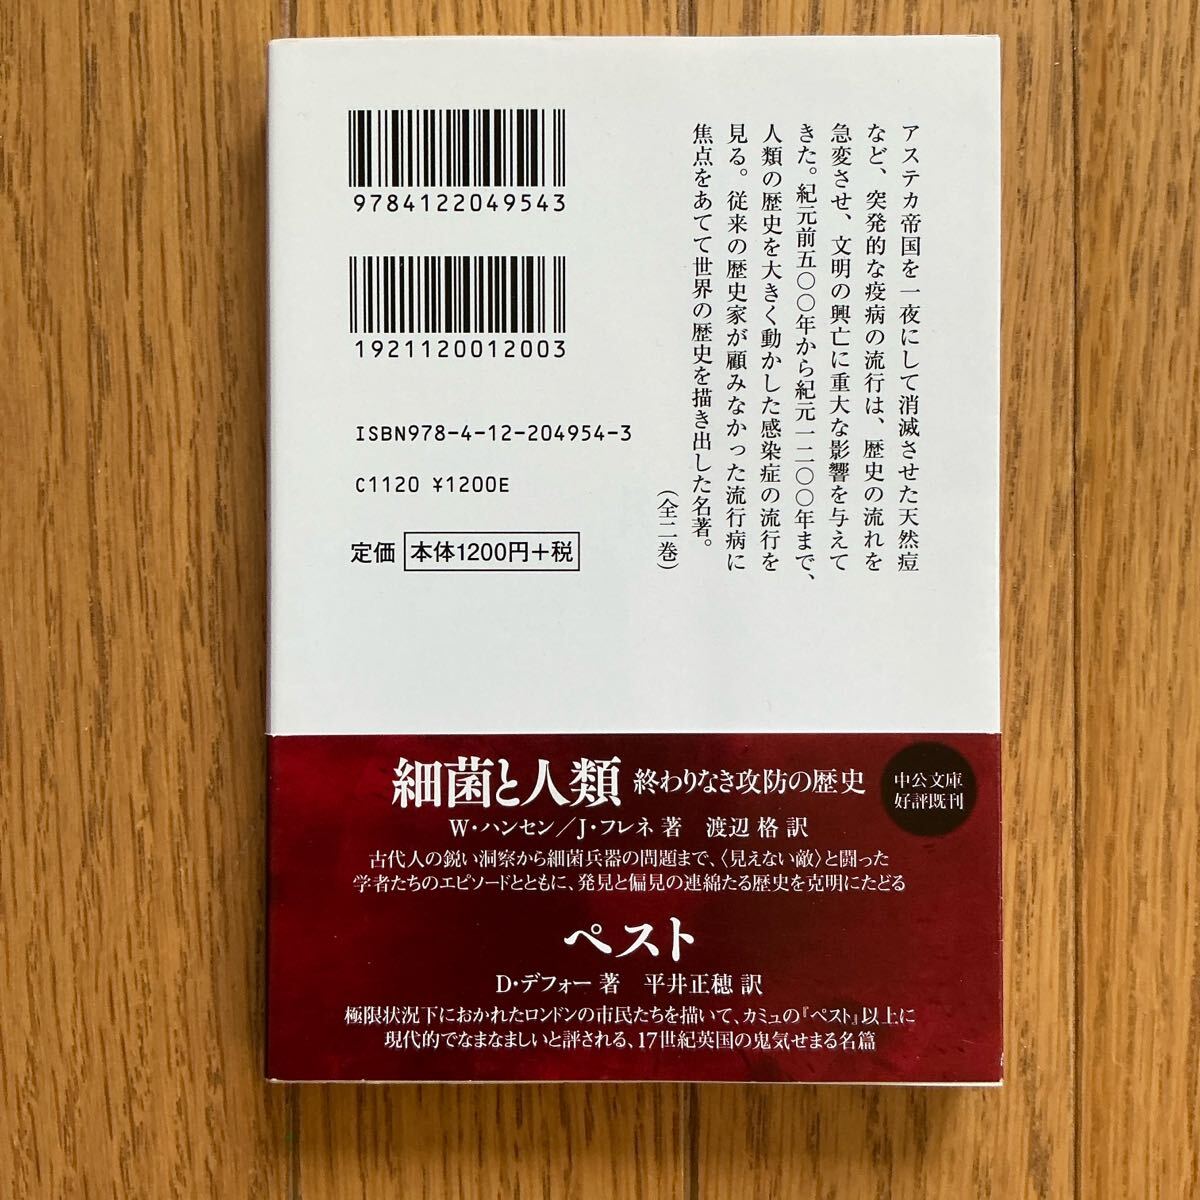 9784122049543
1921120012003
ISBN978-4-12-204954-3
C1120 ¥1200E
定価 本体1200円+税
アステカ帝国を一夜にして消滅させた天然痘
など、突発的な疫病の流行は、歴史の流れを
急変させ、文明の興亡に重大な影響を与えて
きた。紀元前五〇〇年から紀元一二〇〇年まで、
人類の歴史を大きく動かした感染症の流行を
見る。従来の歴史家が顧みなかった流行病に
焦点をあてて世界の歴史を描き出した名著。
(全二巻)
細菌と人類 終わりなき攻防の歴史
中公文庫
好評既刊
W・ハンセン/J・フレネ 著 渡辺 格 訳
古代人の鋭い洞察から細菌兵器の問題まで、〈見えない敵〉と闘った
学者たちのエピソードとともに、発見と偏見の連綿たる歴史を克明にたどる
ペスト
D・デフォー 著 平井正穂 訳
極限状況下におかれたロンドンの市民たちを描いて、カミュの『ペスト』以上に
現代的でなまなましいと評される、17世紀英国の鬼気せまる名篇